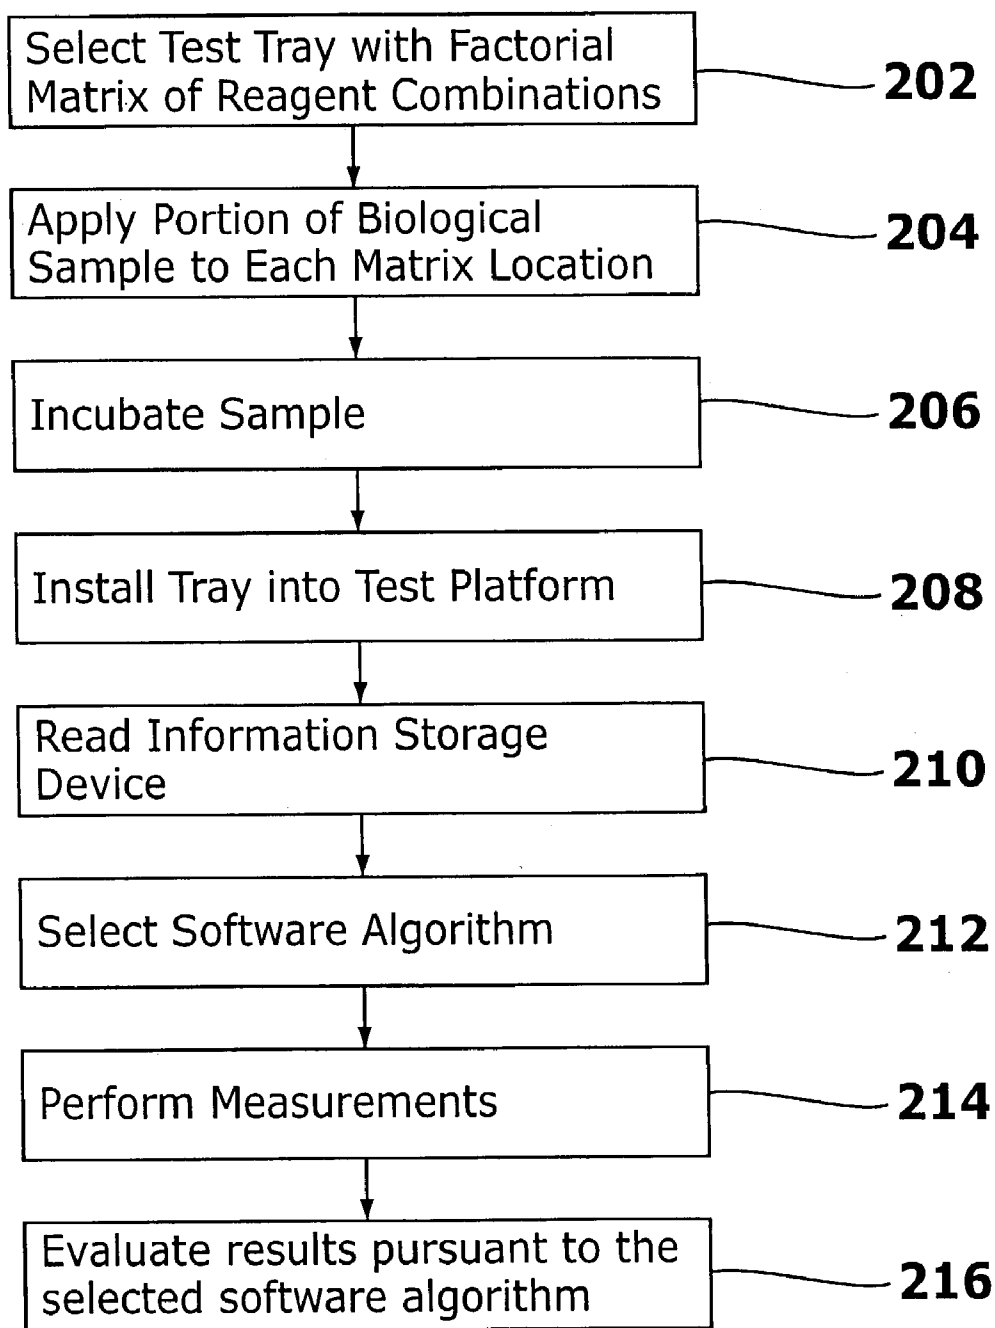 Select Test Tray with Factorial
Matrix of Reagent Combinations
202
Apply Portion of Biological
Sample to Each Matrix Location
204
Incubate Sample
206
Install Tray into Test Platform
208
Read Information Storage
Device
210
Select Software Algorithm
212
Perform Measurements
214
Evaluate results pursuant to the
selected software algorithm
216